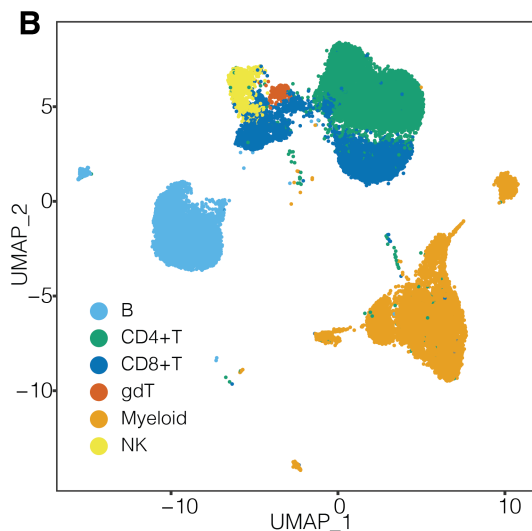 B
5
0
−5
−10
UMAP_2
B
CD4+T
CD8+T
gdT
Myeloid
NK
−10
0
10
UMAP_1